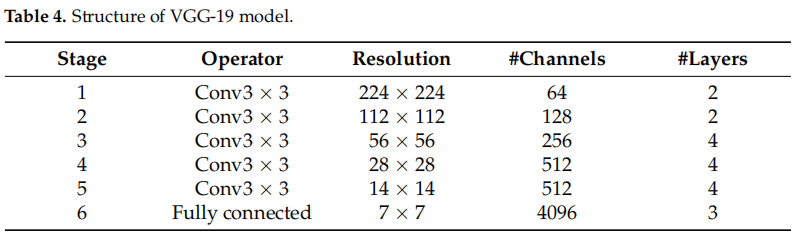 Table 4. Structure of VGG-19 model.
Stage Operator Resolution #Channels #Layers
1 Conv3 × 3 224 × 224 64 2
2 Conv3 × 3 112 × 112 128 2
3 Conv3 × 3 56 × 56 256 4
4 Conv3 × 3 28 × 28 512 4
5 Conv3 × 3 14 × 14 512 4
6 Fully connected 7 × 7 4096 3